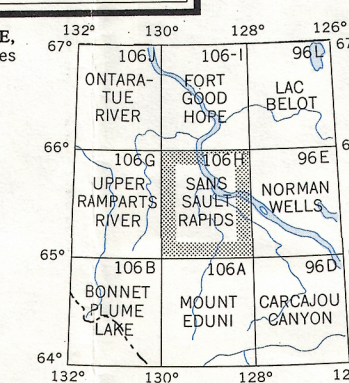 E,
es
132° 130° 128° 126°
67° 6
106J 106-I 96L
ONTARA-
TUE
RIVER
FORT
GOOD
HOPE
LAC
BELOT
66° 6
106G 106H 96E
UPPER
RAMPARTS
RIVER
SANS
SAULT
RAPIDS
NORMAN
WELLS
65° 6
106B 106A 96D
BONNET
PLUME
LAKE
MOUNT
EDUNI
CARCAJOU
CANYON
64°
132° 130° 128° 12